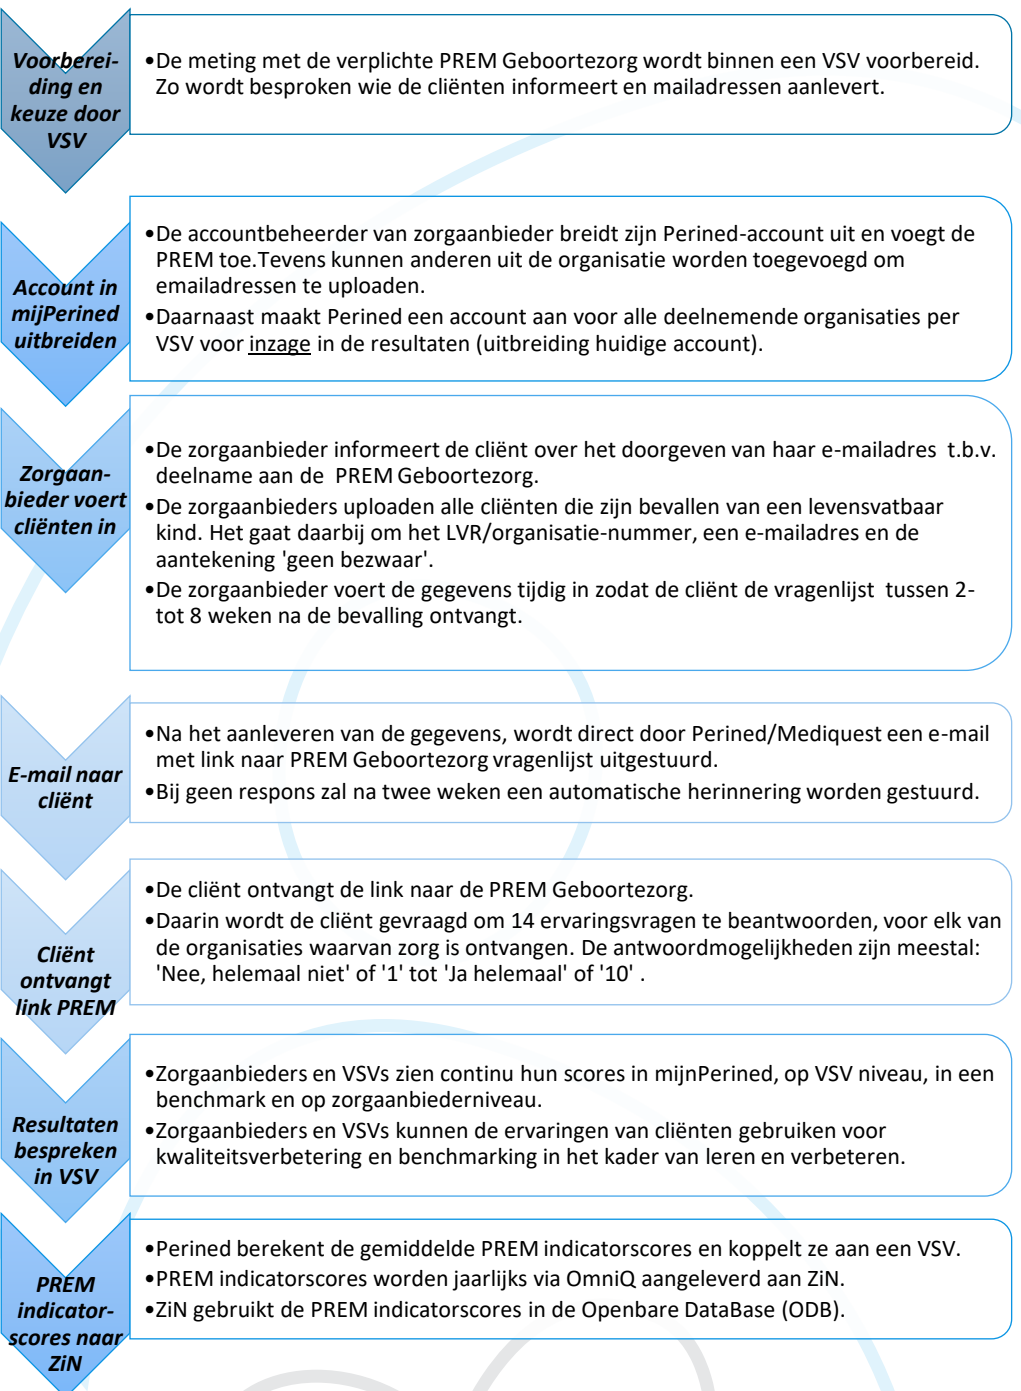 Voorberei-
ding en
keuze door
VSV
•De meting met de verplichte PREM Geboortezorg wordt binnen een VSV voorbereid.
Zo wordt besproken wie de cliënten informeert en mailadressen aanlevert.
Account in
mijPerined
uitbreiden
•De accountbeheerder van zorgaanbieder breidt zijn Perined-account uit en voegt de
PREM toe.Tevens kunnen anderen uit de organisatie worden toegevoegd om
emailadressen te uploaden.
•Daarnaast maakt Perined een account aan voor alle deelnemende organisaties per
VSV voor inzage in de resultaten (uitbreiding huidige account).
Zorgaan-
bieder voert
cliënten in
•De zorgaanbieder informeert de cliënt over het doorgeven van haar e-mailadres t.b.v.
deelname aan de PREM Geboortezorg.
•De zorgaanbieders uploaden alle cliënten die zijn bevallen van een levensvatbaar
kind. Het gaat daarbij om het LVR/organisatie-nummer, een e-mailadres en de
aantekening 'geen bezwaar'.
•De zorgaanbieder voert de gegevens tijdig in zodat de cliënt de vragenlijst tussen 2-
tot 8 weken na de bevalling ontvangt.
E-mail naar
cliënt
•Na het aanleveren van de gegevens, wordt direct door Perined/Mediquest een e-mail
met link naar PREM Geboortezorg vragenlijst uitgestuurd.
•Bij geen respons zal na twee weken een automatische herinnering worden gestuurd.
Cliënt
ontvangt
link PREM
•De cliënt ontvangt de link naar de PREM Geboortezorg.
•Daarin wordt de cliënt gevraagd om 14 ervaringsvragen te beantwoorden, voor elk van
de organisaties waarvan zorg is ontvangen. De antwoordmogelijkheden zijn meestal:
'Nee, helemaal niet' of '1' tot 'Ja helemaal' of '10' .
Resultaten
bespreken
in VSV
•Zorgaanbieders en VSVs zien continu hun scores in mijnPerined, op VSV niveau, in een
benchmark en op zorgaanbiederniveau.
•Zorgaanbieders en VSVs kunnen de ervaringen van cliënten gebruiken voor
kwaliteitsverbetering en benchmarking in het kader van leren en verbeteren.
PREM
indicator-
scores naar
ZiN
•Perined berekent de gemiddelde PREM indicatorscores en koppelt ze aan een VSV.
•PREM indicatorscores worden jaarlijks via OmniQ aangeleverd aan ZiN.
•ZiN gebruikt de PREM indicatorscores in de Openbare DataBase (ODB).